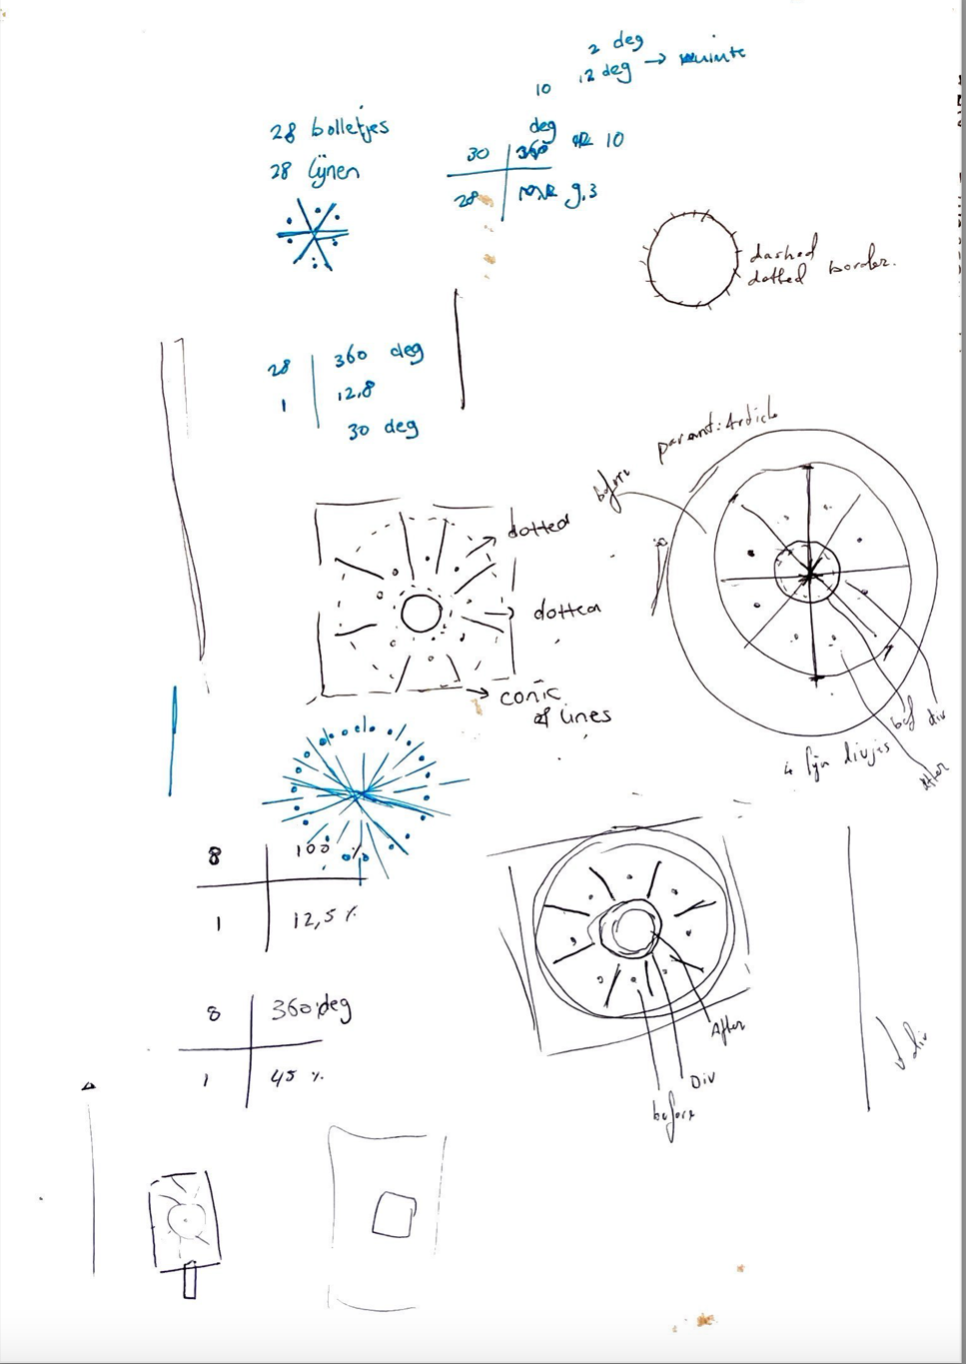 2 deg
12 deg → ruimte
10
28 bolletjes
28 lijnen
deg
30 360 10
28 9.3
dashed
dotted border.
28 360 deg
1 12.8
30 deg
parent: Article
before
dotted
dotted
conic
of lines
bef div
4 lijn divjes
After
8 100 %
1 12,5 %
8 360 deg
1 45 %
After
Div
before
div